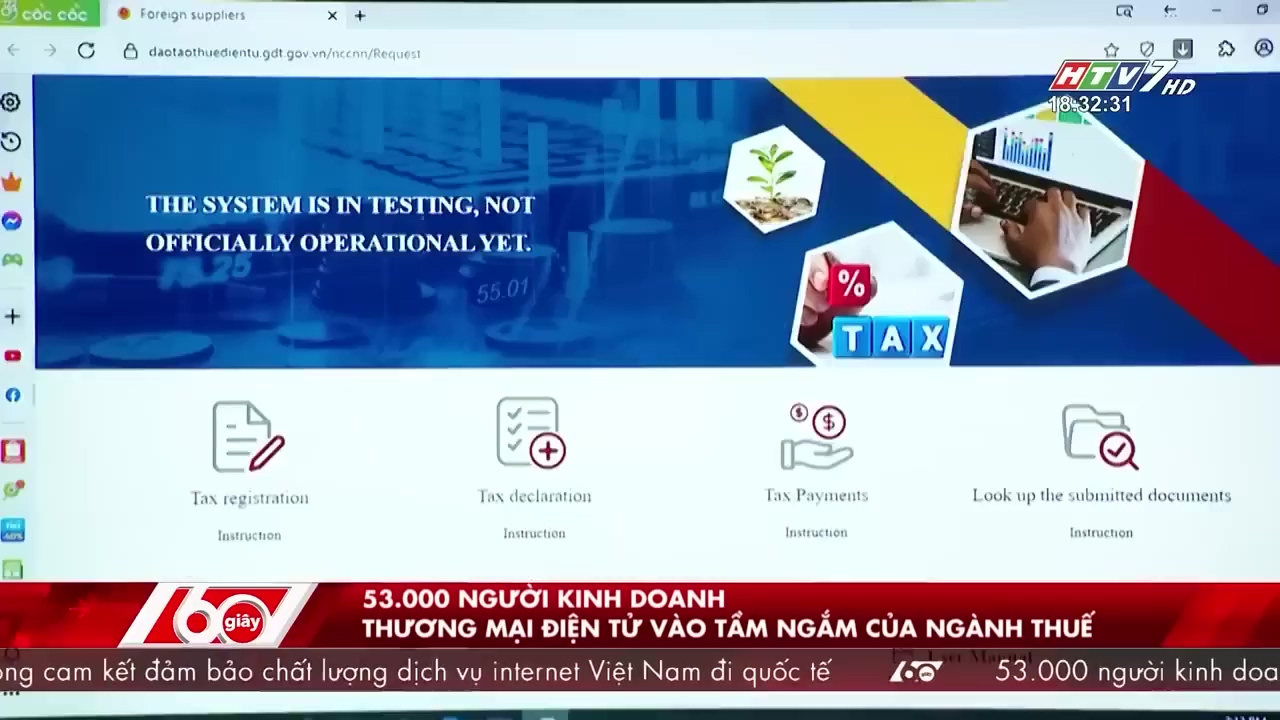 cốc cốc
Foreign suppliers
daotaothuedientu.gdt.gov.vn/nccnn/Request
HTV7 HD
18:32:31
THE SYSTEM IS IN TESTING, NOT
OFFICIALLY OPERATIONAL YET.
55.01
%
TAX
Tax registration
Tax declaration
Tax Payments
Look up the submitted documents
Instruction
Instruction
Instruction
Instruction
60 giây
53.000 NGƯỜI KINH DOANH
THƯƠNG MẠI ĐIỆN TỬ VÀO TẦM NGẮM CỦA NGÀNH THUẾ
ong cam kết đảm bảo chất lượng dịch vụ internet Việt Nam đi quốc tế
60 giây
53.000 người kinh doa